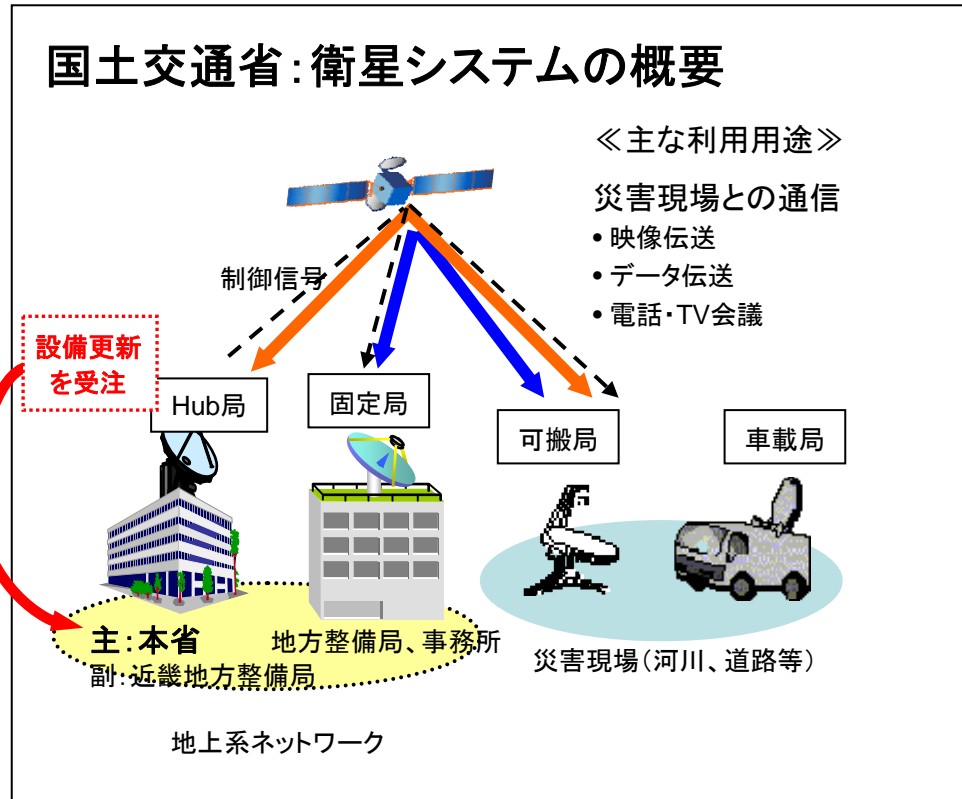 国土交通省:衛星システムの概要
≪主な利用用途≫
災害現場との通信
• 映像伝送
• データ伝送
• 電話・TV会議
制御信号
設備更新
を受注
Hub局
固定局
可搬局
車載局
主:本省
副:近畿地方整備局
地方整備局、事務所
災害現場(河川、道路等)
地上系ネットワーク